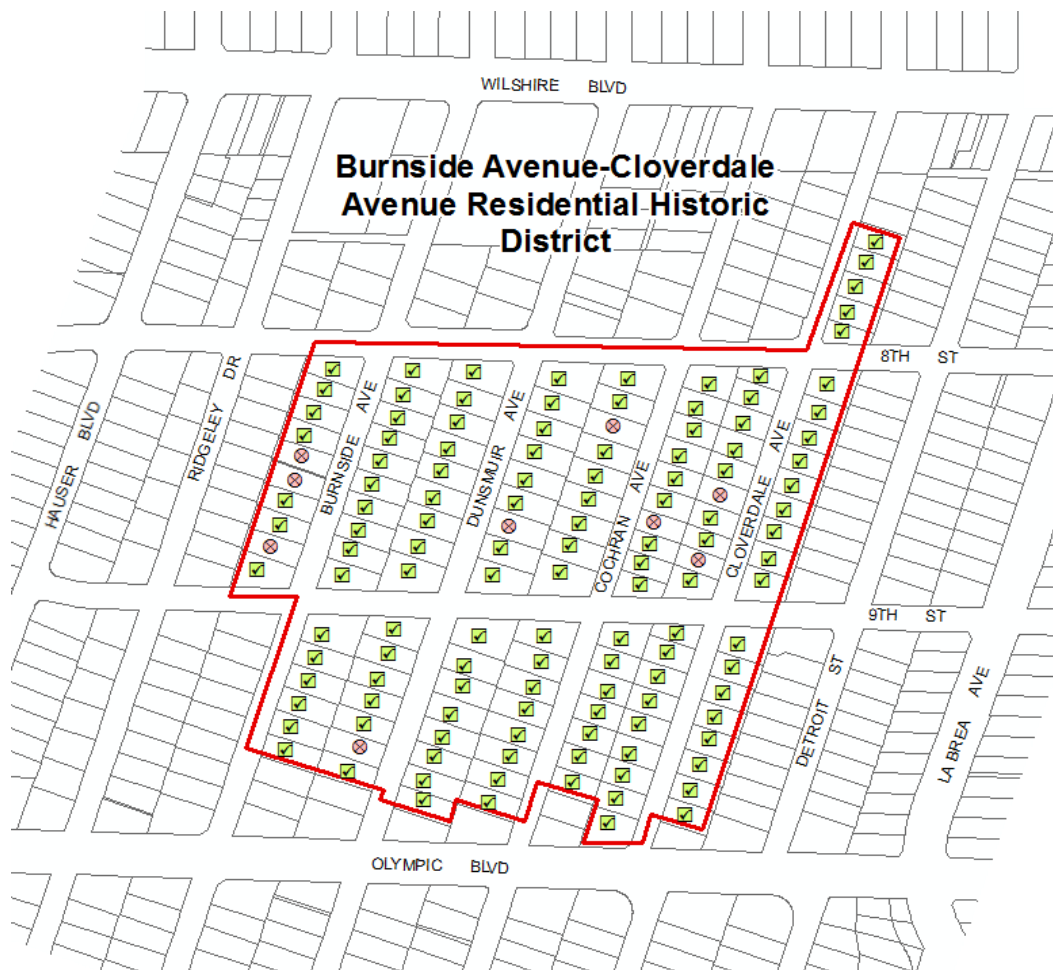 WILSHIRE BLVD
Burnside Avenue-Cloverdale
Avenue Residential Historic
District
8TH ST
HAUSER BLVD
RIDGELEY DR
BURNSIDE AVE
DUNSMUIR AVE
COCHRAN AVE
CLOVERDALE AVE
9TH ST
DETROIT ST
LA BREA AVE
OLYMPIC BLVD